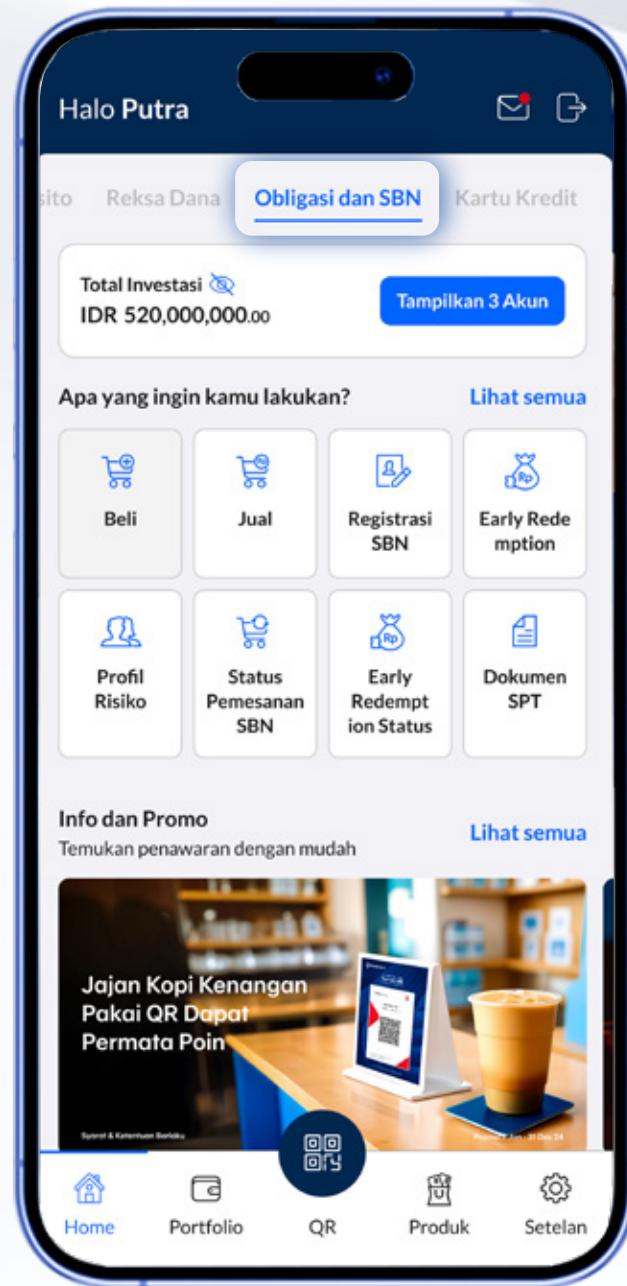 Halo Putra
sito Reksa Dana Obligasi dan SBN Kartu Kredit
Total Investasi
IDR 520,000,000.00
Tampilkan 3 Akun
Apa yang ingin kamu lakukan? Lihat semua
Beli
Jual
Registrasi
SBN
Early Rede
mption
Profil
Risiko
Status
Pemesanan
SBN
Early
Redempt
ion Status
Dokumen
SPT
Info dan Promo
Temukan penawaran dengan mudah
Lihat semua
Jajan Kopi Kenangan
Pakai QR Dapat
Permata Poin
Syarat & Ketentuan Berlaku
Home Portfolio QR Produk Setelan